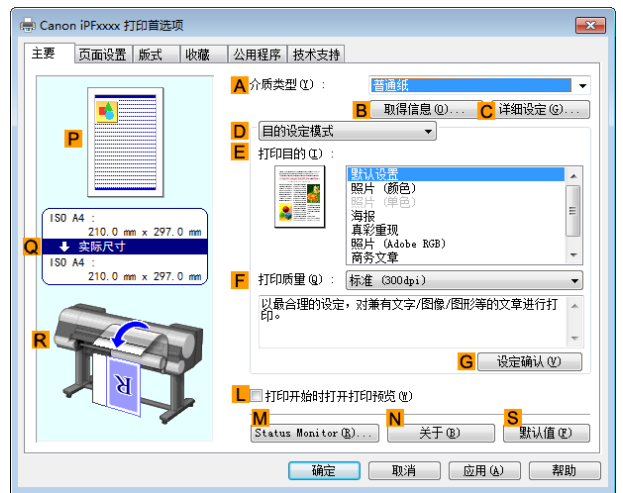 Canon iPFxxxx 打印首选项
主要 页面设置 版式 收藏 公用程序 技术支持
A 介质类型(Y) : 普通纸
B 取得信息(O)... C 详细设定(G)...
D 目的设定模式
E 打印目的(I) :
默认设置
照片 (颜色)
照片 (单色)
海报
真彩重现
照片 (Adobe RGB)
商务文章
P
ISO A4 :
210.0 mm x 297.0 mm
Q 实际尺寸
ISO A4 :
210.0 mm x 297.0 mm
F 打印质量(Q) : 标准 (300dpi)
以最合理的设定，对兼有文字/图像/图形等的文章进行打
印。
R
R
G 设定确认(V)
L 打印开始时打开打印预览(W)
M N S
Status Monitor(R)... 关于(B) 默认值(F)
确定 取消 应用(A) 帮助